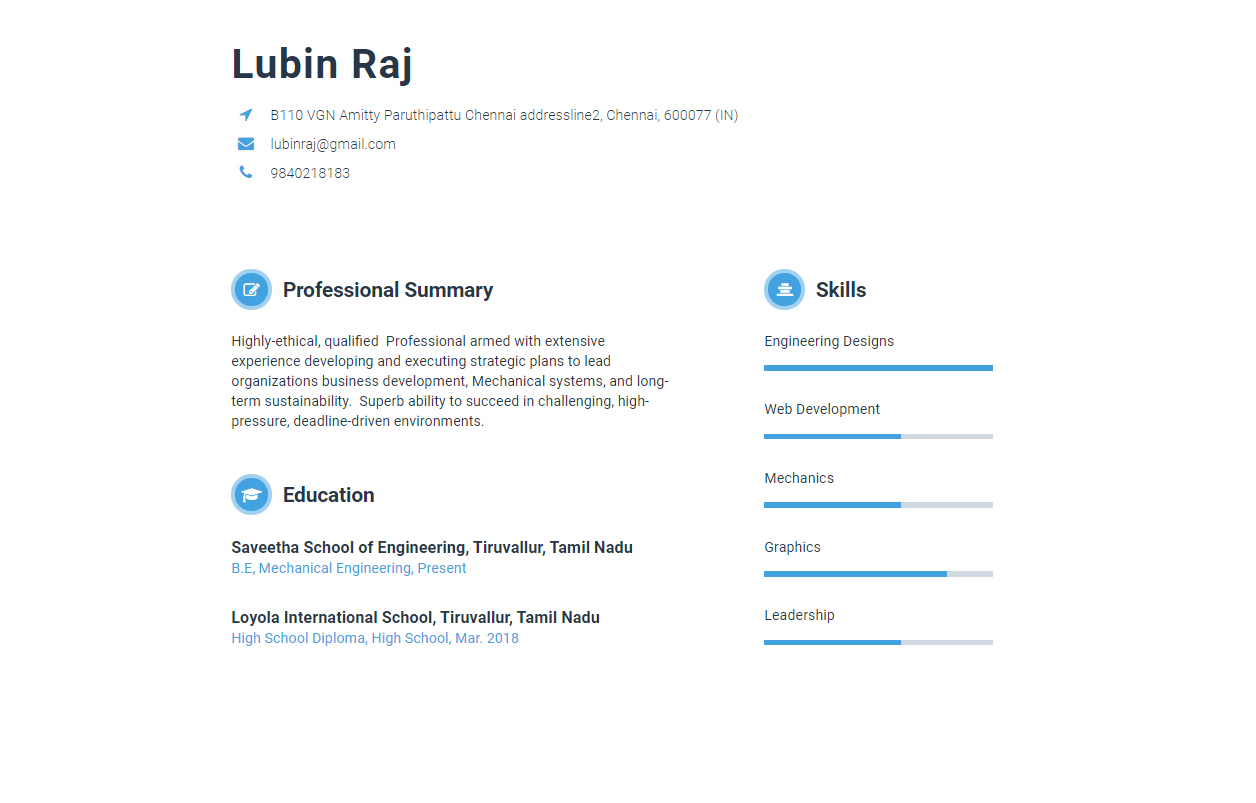 Lubin Raj
B110 VGN Amitty Paruthipattu Chennai addressline2, Chennai, 600077 (IN)
lubinraj@gmail.com
9840218183
Professional Summary
Highly-ethical, qualified  Professional armed with extensive
experience developing and executing strategic plans to lead
organizations business development, Mechanical systems, and long-
term sustainability.  Superb ability to succeed in challenging, high-
pressure, deadline-driven environments.
Education
Saveetha School of Engineering, Tiruvallur, Tamil Nadu
B.E, Mechanical Engineering, Present
Loyola International School, Tiruvallur, Tamil Nadu
High School Diploma, High School, Mar. 2018
Skills
Engineering Designs
Web Development
Mechanics
Graphics
Leadership